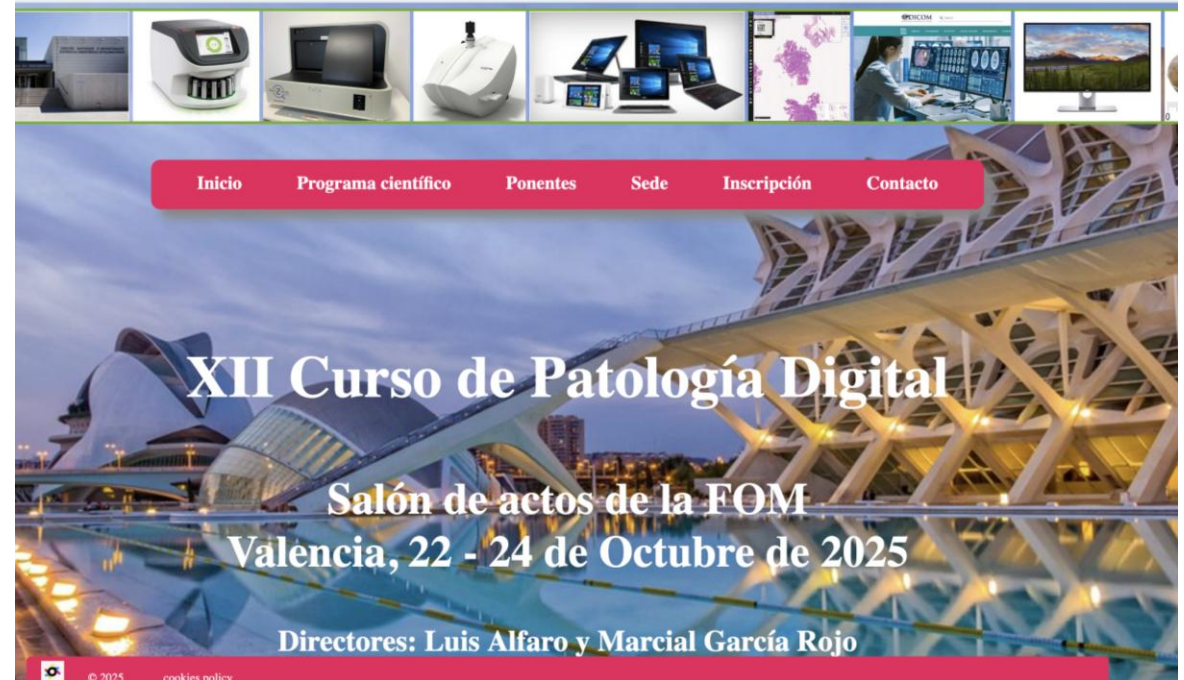 DICOM
Inicio Programa científico Ponentes Sede Inscripción Contacto
XII Curso de Patología Digital
Salón de actos de la FOM
Valencia, 22 - 24 de Octubre de 2025
Directores: Luis Alfaro y Marcial García Rojo
© 2025 cookies policy